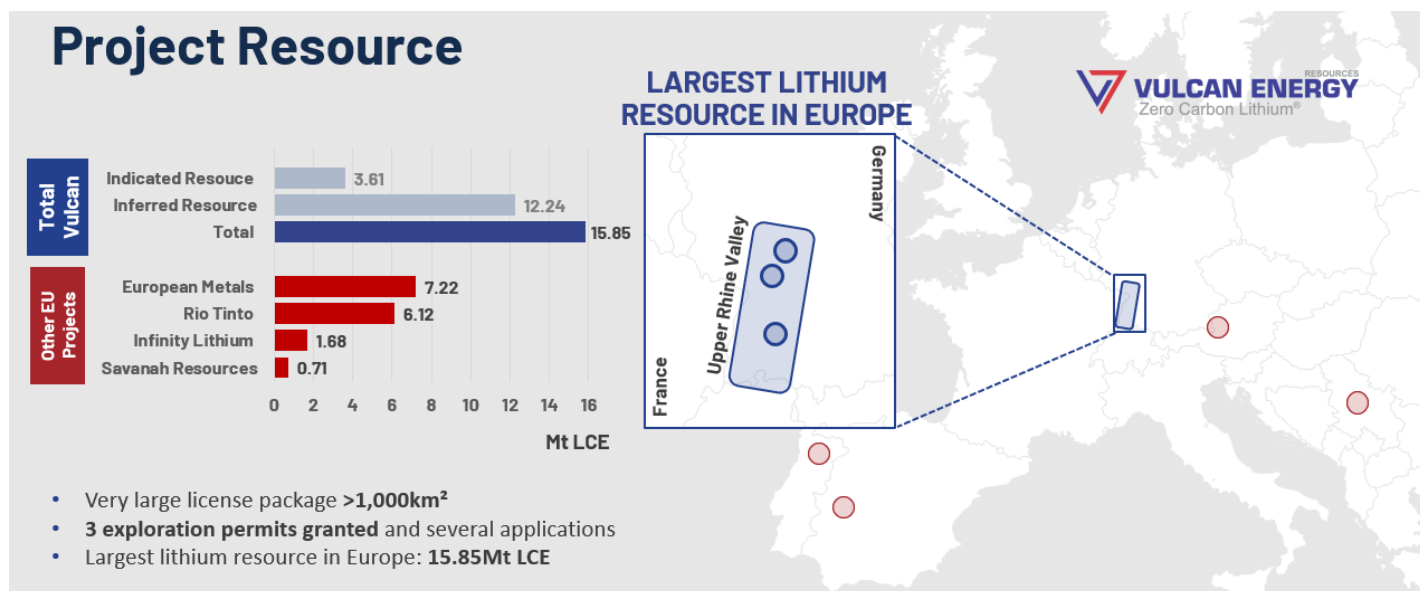 Project Resource
LARGEST LITHIUM
RESOURCE IN EUROPE
RESOURCES
VULCAN ENERGY
Zero Carbon Lithium®
Total
Vulcan
Indicated Resouce
3.61
Inferred Resource
12.24
Total
15.85
Other EU
Projects
European Metals
7.22
Rio Tinto
6.12
Infinity Lithium
1.68
Savanah Resources
0.71
0 2 4 6 8 10 12 14 16
Mt LCE
Germany
Upper Rhine Valley
France
• Very large license package >1,000km²
• 3 exploration permits granted and several applications
• Largest lithium resource in Europe: 15.85Mt LCE